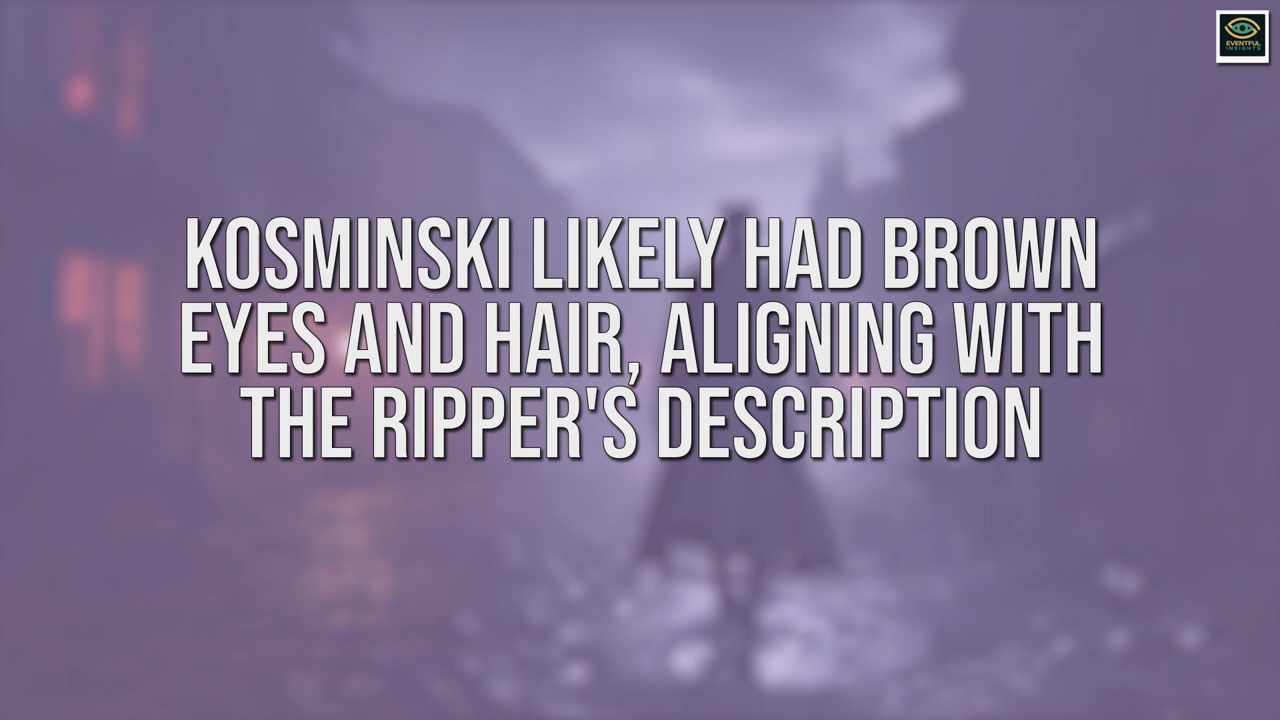 EVENTFUL
INSIGHTS
KOSMINSKI LIKELY HAD BROWN
EYES AND HAIR, ALIGNING WITH
THE RIPPER'S DESCRIPTION